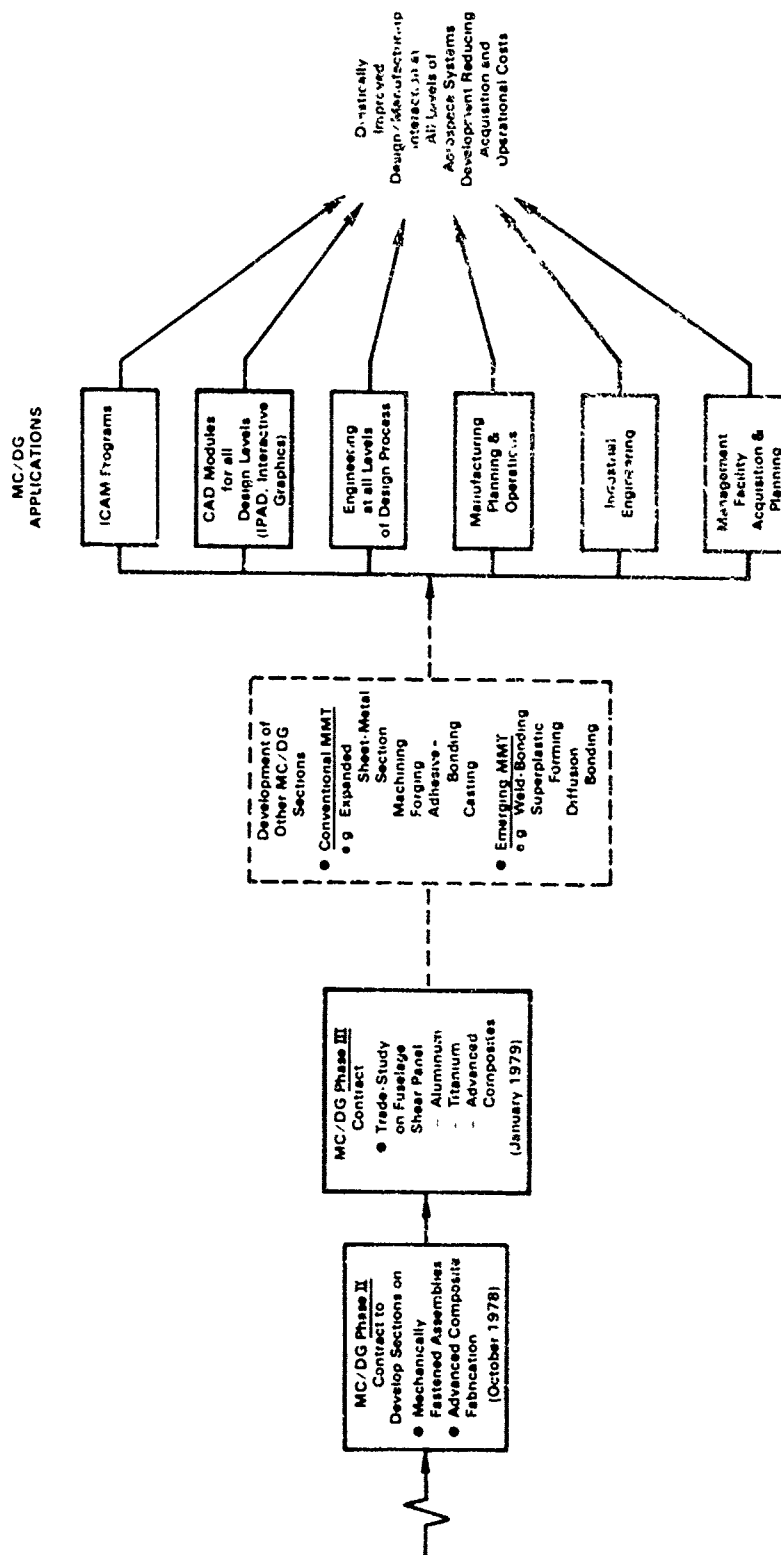 MC/DG Phase II
Contract to
Develop Sections on
● Mechanically
Fastened Assemblies
● Advanced Composite
Fabrication
(October 1978)
MC/DG Phase III
Contract
● Trade-Study
on Fuselage
Shear Panel
- Aluminum
- Titanium
- Advanced
Composites
(January 1979)
Development of
Other MC/DG
Sections
● Conventional MMT
e g Expanded
Sheet-Metal
Section
Machining
Forging
Adhesive-
Bonding
Casting
● Emerging MMT
e g Weld-Bonding
Superplastic
Forming
Diffusion
Bonding
MC/DG
APPLICATIONS
ICAM Programs
CAD Modules
for all
Design Levels
(IPAD, Interactive
Graphics)
Engineering
at all Levels
of Design Process
Manufacturing
Planning &
Operations
Industrial
Engineering
Management
Facility
Acquisition &
Planning
Drastically
Improved
Design/Manufacturing
Interaction at
All Levels of
Aerospace Systems
Development Reducing
Acquisition and
Operational Costs